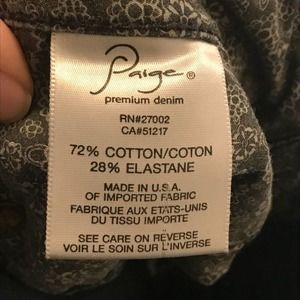 Paige®
premium denim
RN#27002
CA#51217
72% COTTON/COTON
28% ELASTANE
MADE IN U.S.A.
OF IMPORTED FABRIC
FABRIQUE AUX ETATS-UNIS
DU TISSU IMPORTE
SEE CARE ON REVERSE
VOIR LE SOIN SUR L'INVERSE